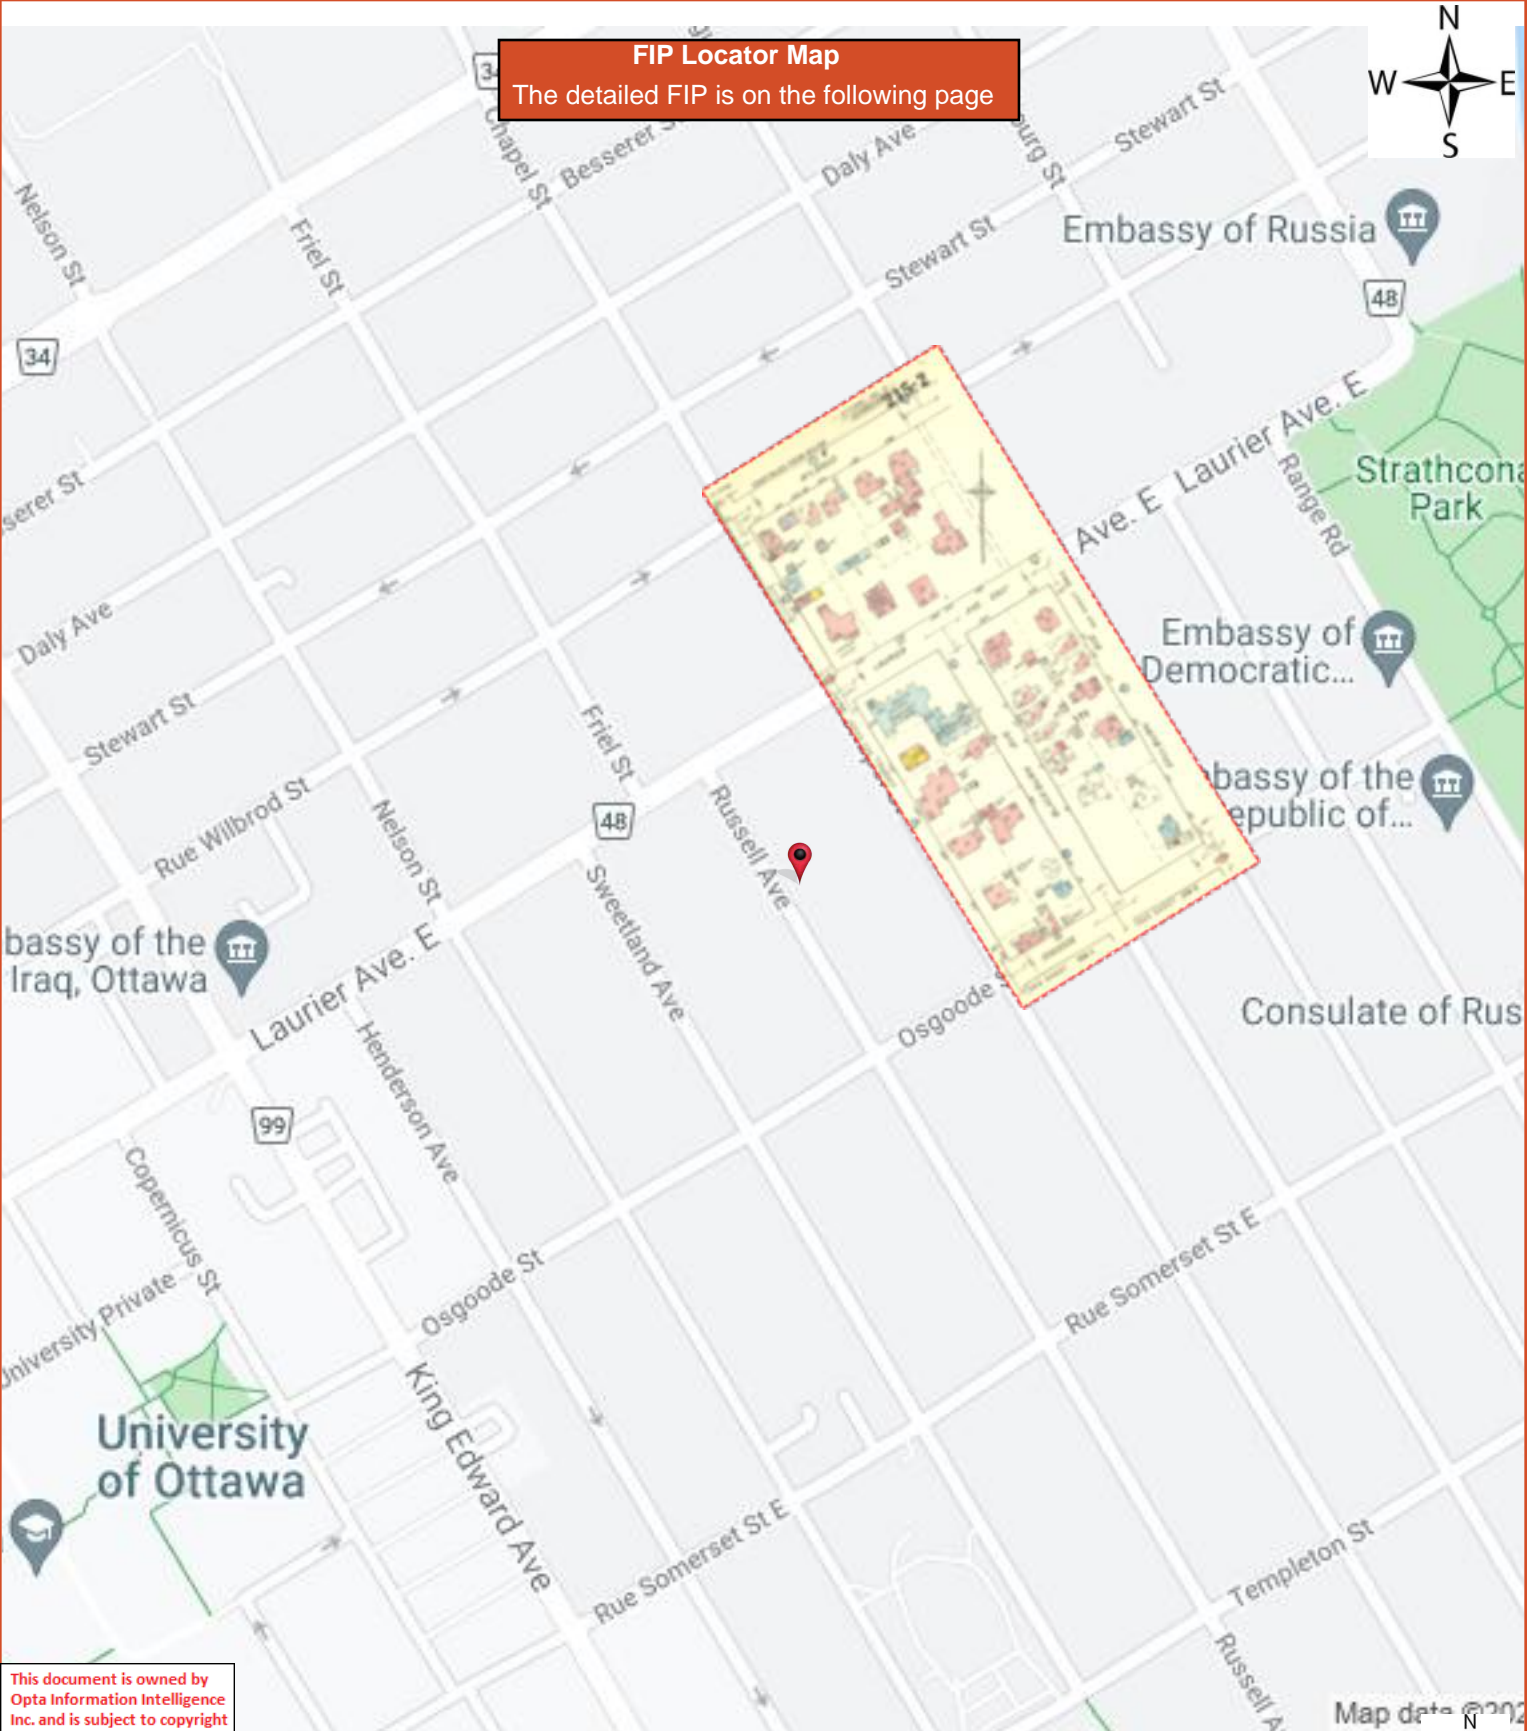 N
W E
S
FIP Locator Map
The detailed FIP is on the following page
34
Chapel St
Besserer
Daly Ave
Stewart St
Nelson St
Friel St
Stewart St
Embassy of Russia
48
34
215-2
Laurier Ave. E
Ave. E
Range Rd
Strathcona
Park
serer St
Daly Ave
Embassy of
Democratic...
Stewart St
Friel St
bassy of the
epublic of...
Rue Wilbrod St
Nelson St
48
Russell Ave
Sweetland Ave
bassy of the
Iraq, Ottawa
Laurier Ave. E
Osgoode
Consulate of Rus
Henderson Ave
99
Copernicus St
University Private
Osgoode St
Rue Somerset St E
King Edward Ave
University
of Ottawa
Rue Somerset St E
Templeton St
Russell A
This document is owned by
Opta Information Intelligence
Inc. and is subject to copyright
Map data ©202
N